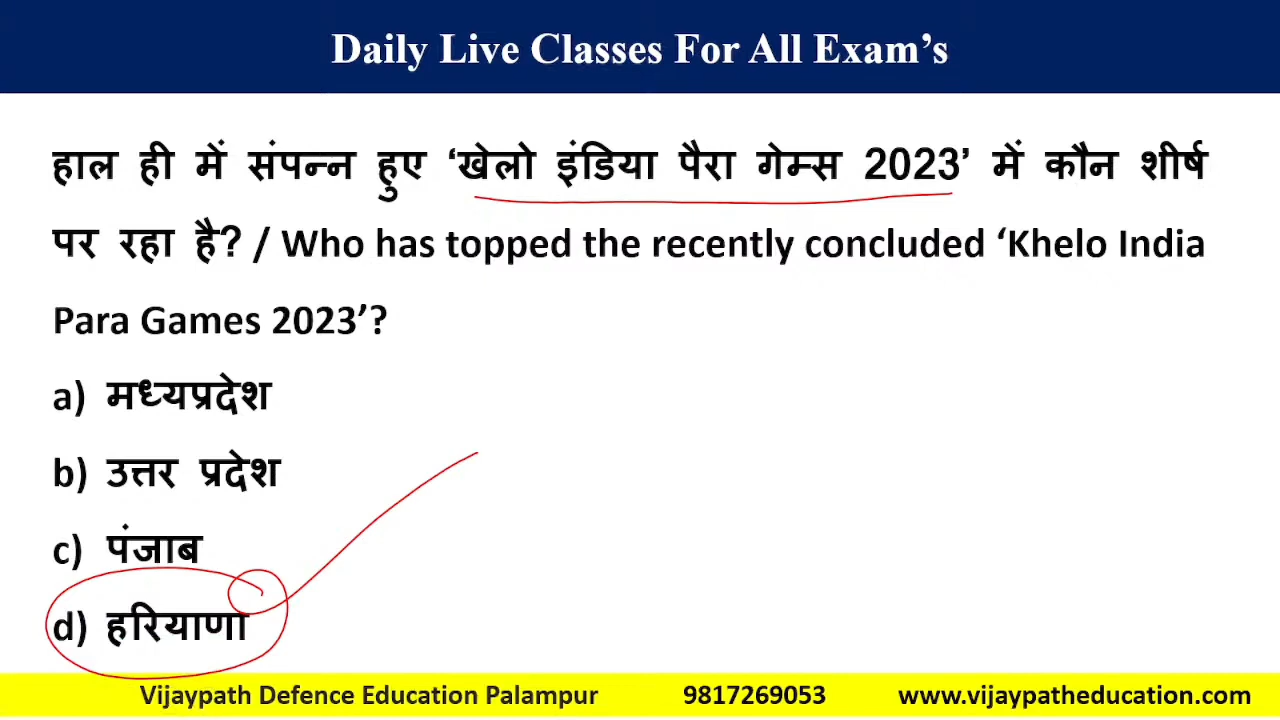 Daily Live Classes For All Exam’s
हाल ही में संपन्न हुए ‘खेलो इंडिया पैरा गेम्स 2023’ में कौन शीर्ष
पर रहा है? / Who has topped the recently concluded ‘Khelo India
Para Games 2023’?
a) मध्यप्रदेश
b) उत्तर प्रदेश
c) पंजाब
d) हरियाणा
Vijaypath Defence Education Palampur 9817269053 www.vijaypatheducation.com